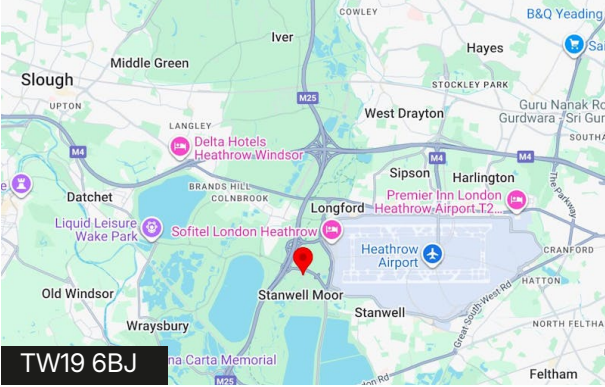 COWLEY
B&Q Yeading
Iver
Hayes
Middle Green
Slough
M25
STOCKLEY PARK
UPTON
West Drayton
Guru Nanak
Gurdwara - Sri Gur
LANGLEY
Delta Hotels
Heathrow Windsor
M4
M4
M4
Sipson
Harlington
The Parkway
Datchet
BRANDS HILL
COLNBROOK
Longford
Premier Inn London
Heathrow Airport T2...
Liquid Leisure
Wake Park
Sofitel London Heathrow
Heathrow
Airport
CRANFORD
HATTON
Old Windsor
Stanwell Moor
Stanwell
Great South-West Rd
Wraysbury
NORTH FELTHA
TW19 6BJ
na Carta Memorial
M25
don Rd
Feltham